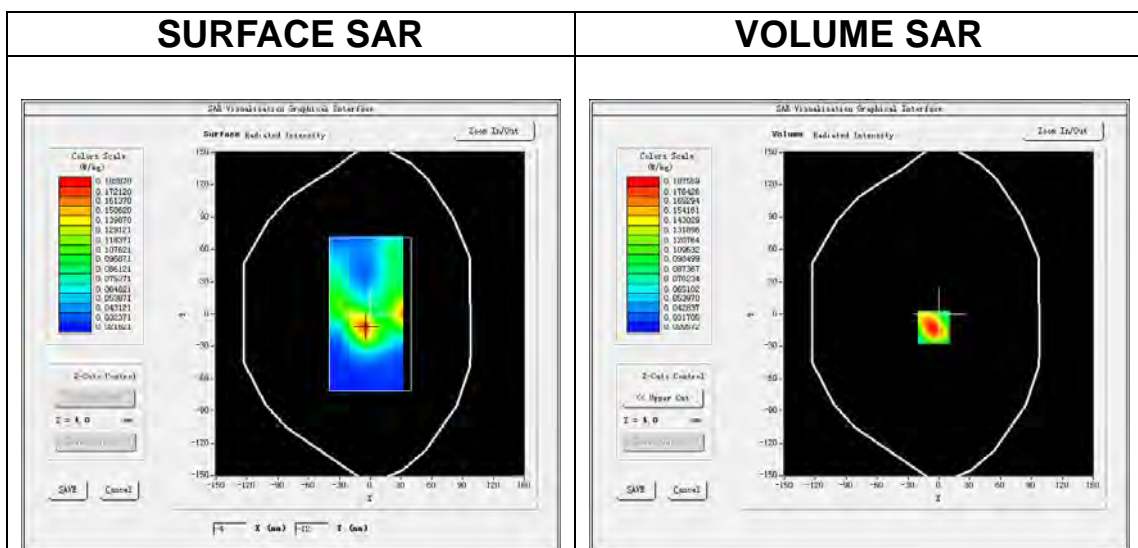 SURFACE SAR
VOLUME SAR
SAR Visualisation Graphical Interface
Surface Radiated Intensity
Zoom In/Out
Colors Scale
(W/kg)
0.172120
0.161370
0.150620
0.139870
0.129121
0.118371
0.107621
0.096871
0.086121
0.075371
0.064621
0.053871
0.043121
0.032371
0.021621
150
120
90
60
30
0
-30
-60
-90
-120
-150
-150 -120 -90 -60 -30 0 30 60 90 120 150
X
Z-Cuts Control
Z = 4.0 mm
SAVE Cancel
-4 X (mm) -12 Y (mm)
SAR Visualisation Graphical Interface
Volume Radiated Intensity
Zoom In/Out
Colors Scale
(W/kg)
0.187559
0.176426
0.165294
0.154161
0.143029
0.131896
0.120764
0.109632
0.098499
0.087367
0.076234
0.065102
0.053970
0.042837
0.031705
0.020572
150
120
90
60
30
0
-30
-60
-90
-120
-150
-150 -120 -90 -60 -30 0 30 60 90 120 150
X
Z-Cuts Control
<< Upper Cut
Z = 4.0 mm
SAVE Cancel